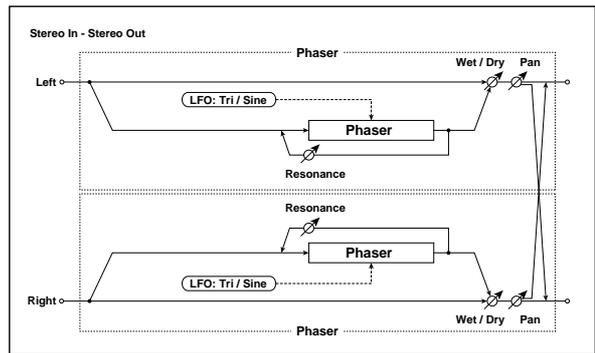 Stereo In - Stereo Out
Phaser
Wet / Dry Pan
Left
LFO: Tri / Sine
Phaser
Resonance
Resonance
Phaser
LFO: Tri / Sine
Right
Wet / Dry Pan
Phaser